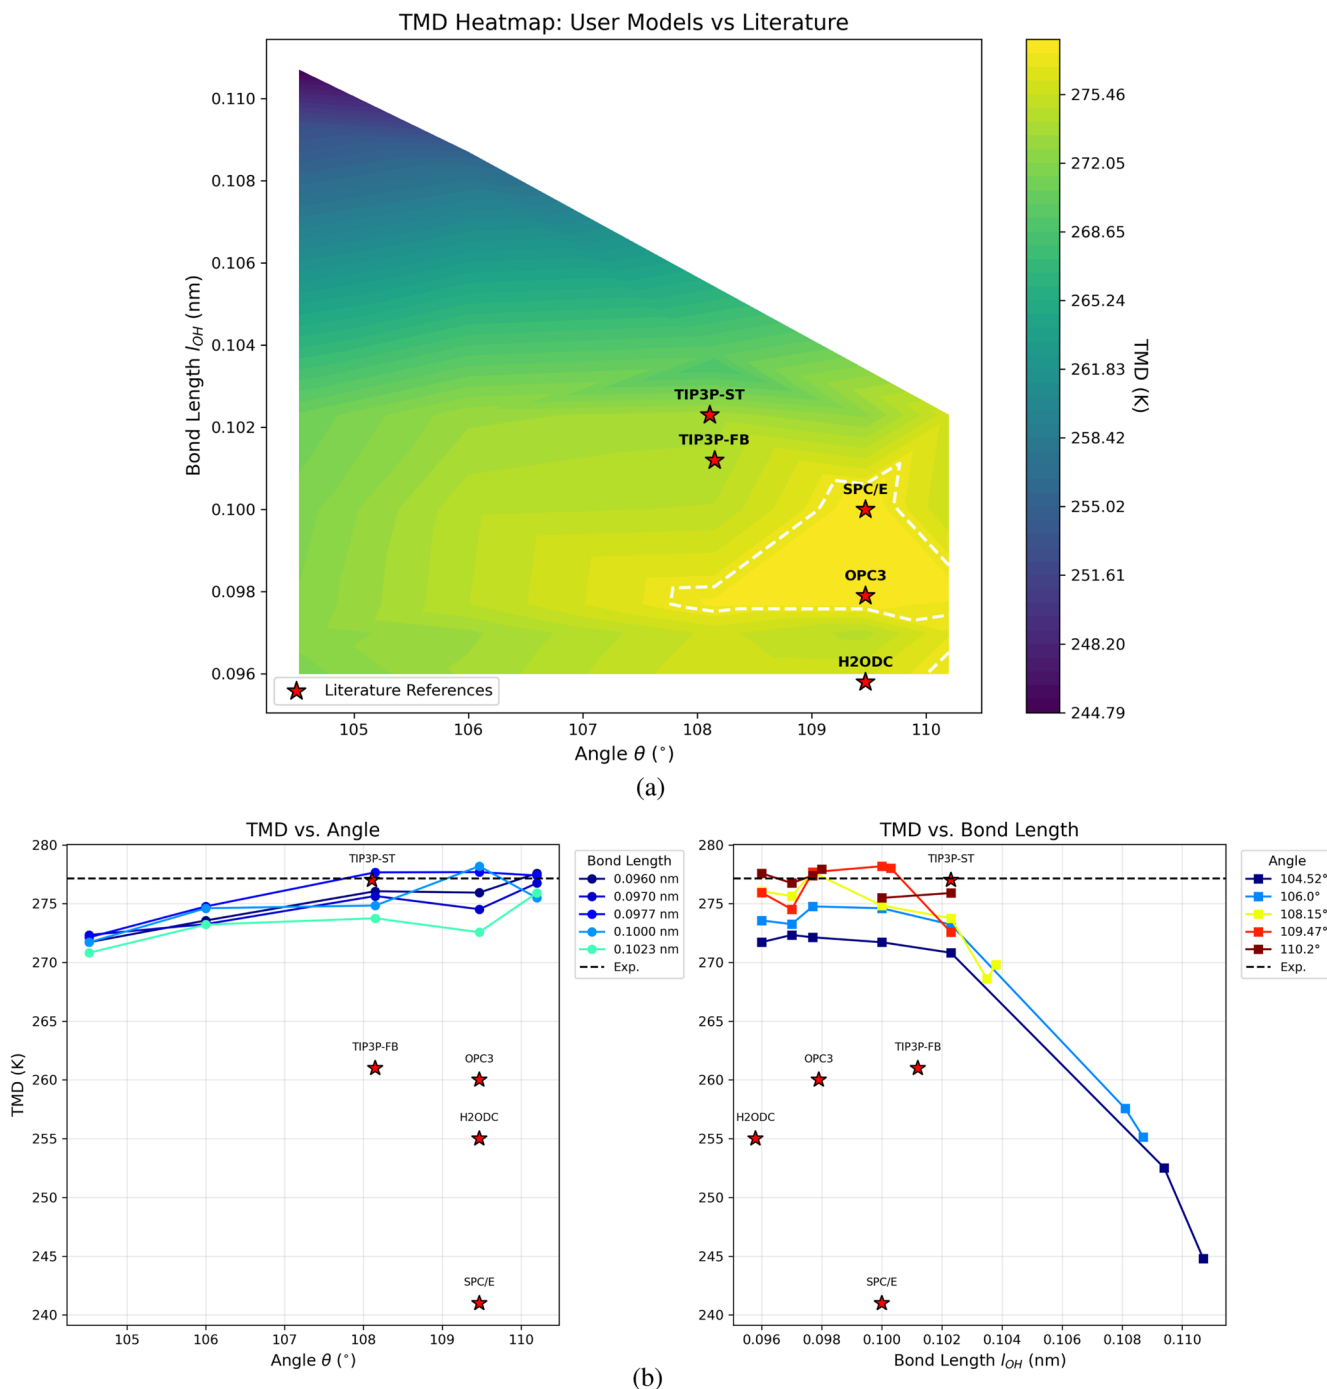 TMD Heatmap: User Models vs Literature
0.110
0.108
0.106
0.104
0.102
0.100
0.098
0.096
Bond Length l_OH (nm)
TIP3P-ST
TIP3P-FB
SPC/E
OPC3
H2ODC
Literature References
105
106
107
108
109
110
Angle θ (°)
275.46
272.05
268.65
265.24
261.83
258.42
255.02
251.61
248.20
244.79
TMD (K)
(a)
TMD vs. Angle
280
275
270
265
260
255
250
245
240
TMD (K)
TIP3P-ST
TIP3P-FB
OPC3
H2ODC
SPC/E
105
106
107
108
109
110
Angle θ (°)
Bond Length
0.0960 nm
0.0970 nm
0.0977 nm
0.1000 nm
0.1023 nm
Exp.
TMD vs. Bond Length
280
275
270
265
260
255
250
245
240
TIP3P-ST
TIP3P-FB
OPC3
H2ODC
SPC/E
0.096
0.098
0.100
0.102
0.104
0.106
0.108
0.110
Bond Length l_OH (nm)
Angle
104.52°
106.0°
108.15°
109.47°
110.2°
Exp.
(b)